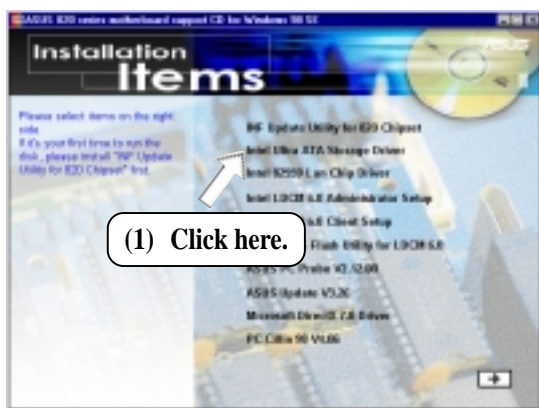 ASUS 820 series motherboard support CD for Windows 98 SE
ASUS
Installation
Items
Please select items on the right
side
If it's your first time to run the
disk, please install "INF Update
Utility for 820 Chipset" first.
INF Update Utility for 820 Chipset
Intel Ultra ATA Storage Driver
Intel 82559 Lan Chip Driver
Intel LDCM 6.0 Administrator Setup
6.0 Client Setup
Flash Utility for LDCM 6.0
ASUS PC Probe V2.12.00
ASUS Update V3.26
Microsoft DirectX 7.0 Driver
PC Cillin 98 V4.06
(1) Click here.